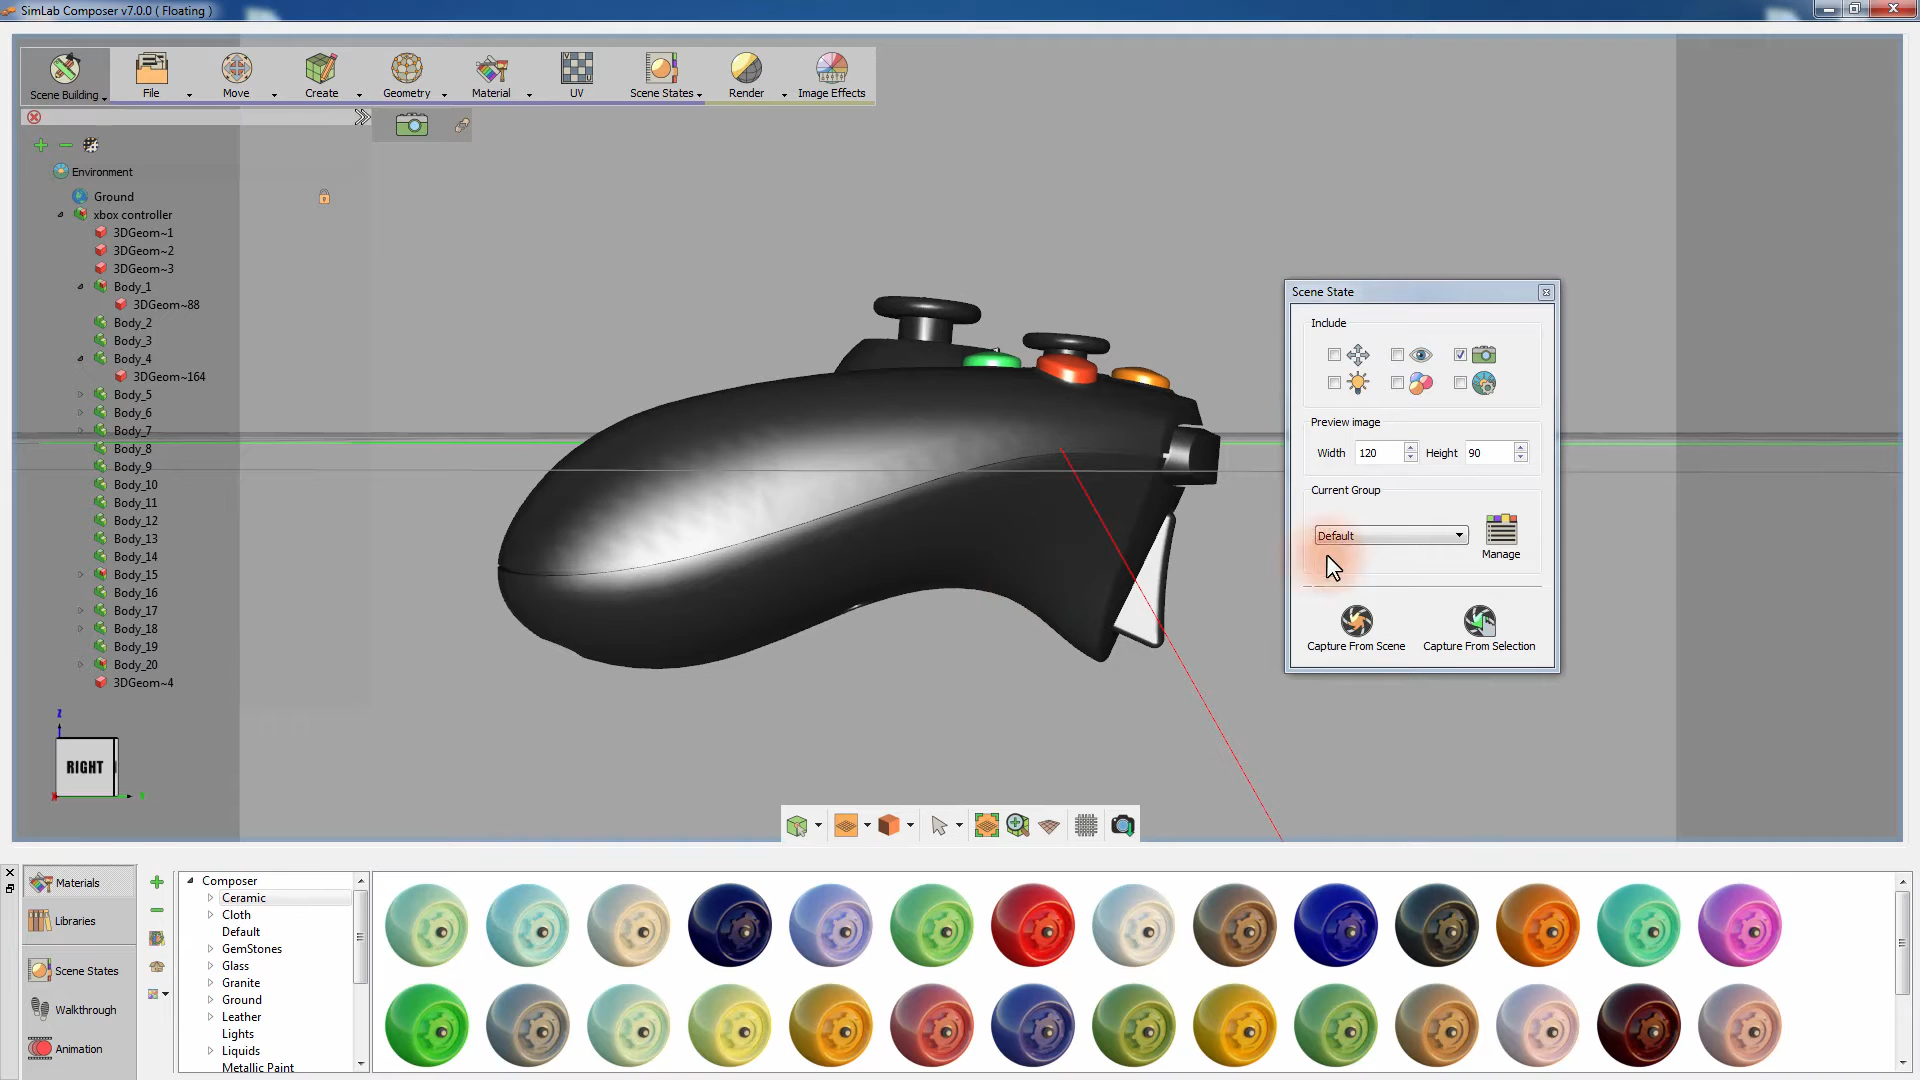 SimLab Composer v7.0.0 ( Floating )
Scene Building
File
Move
Create
Geometry
Material
UV
Scene States
Render
Image Effects
Environment
Ground
xbox controller
3DGeom~1
3DGeom~2
3DGeom~3
Body_1
3DGeom~88
Body_2
Body_3
Body_4
3DGeom~164
Body_5
Body_6
Body_7
Body_8
Body_9
Body_10
Body_11
Body_12
Body_13
Body_14
Body_15
Body_16
Body_17
Body_18
Body_19
Body_20
3DGeom~4
Z
RIGHT
X
Y
Scene State
Include
Preview image
Width 120 Height 90
Current Group
Default
Manage
Capture From Scene
Capture From Selection
Materials
Libraries
Scene States
Walkthrough
Animation
Composer
Ceramic
Cloth
Default
GemStones
Glass
Granite
Ground
Leather
Lights
Liquids
Metallic Paint